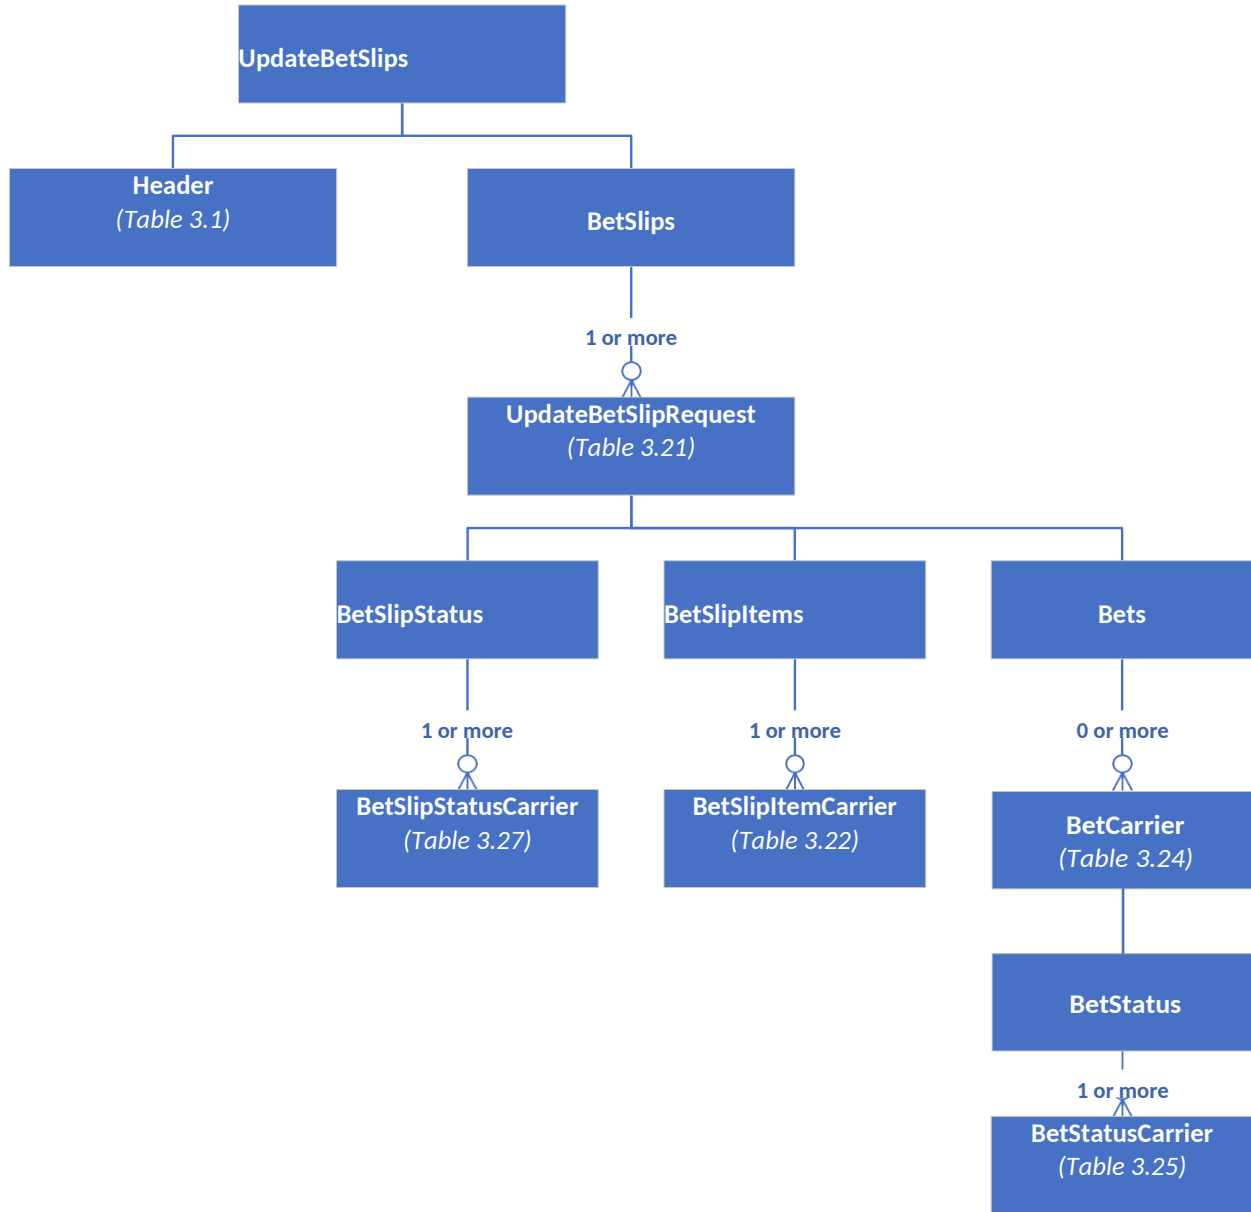 UpdateBetSlips
Header
(Table 3.1)
BetSlips
1 or more
UpdateBetSlipRequest
(Table 3.21)
BetSlipStatus
BetSlipItems
Bets
1 or more
1 or more
0 or more
BetSlipStatusCarrier
(Table 3.27)
BetSlipItemCarrier
(Table 3.22)
BetCarrier
(Table 3.24)
BetStatus
1 or more
BetStatusCarrier
(Table 3.25)